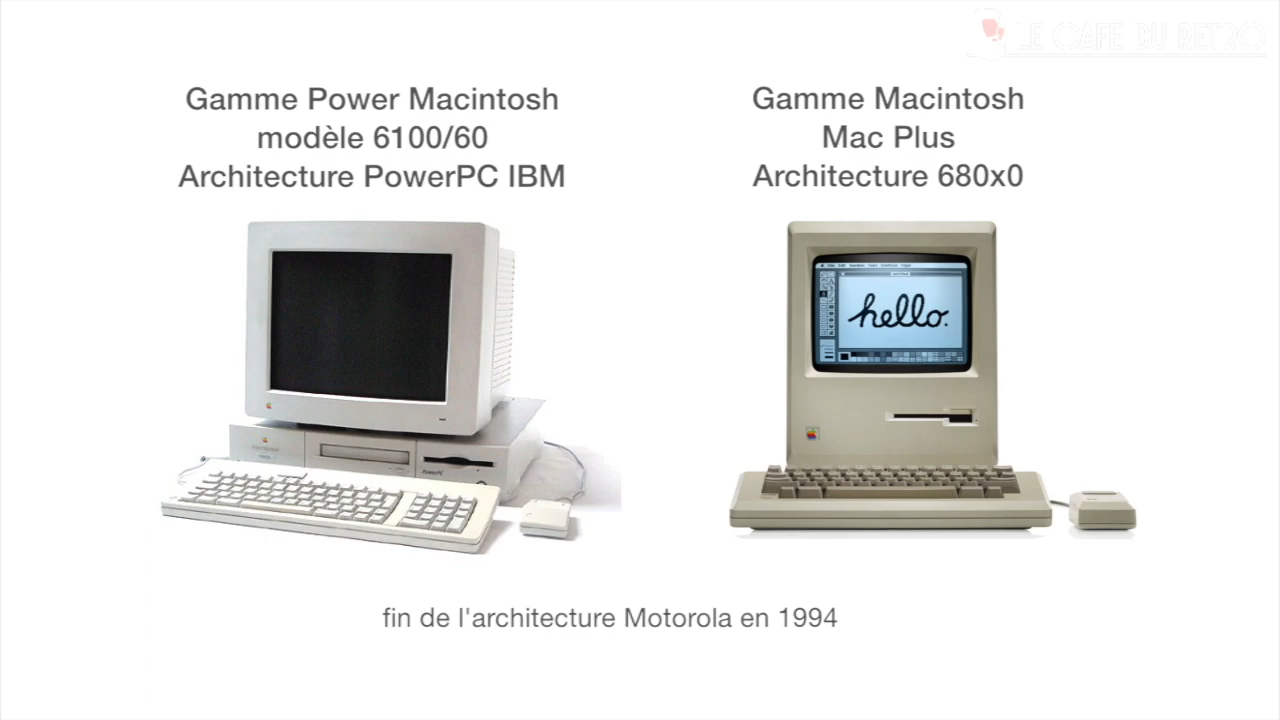 LE CAFE DU RETRO
Gamme Power Macintosh
modèle 6100/60
Architecture PowerPC IBM
Gamme Macintosh
Mac Plus
Architecture 680x0
hello.
PowerPC
fin de l'architecture Motorola en 1994